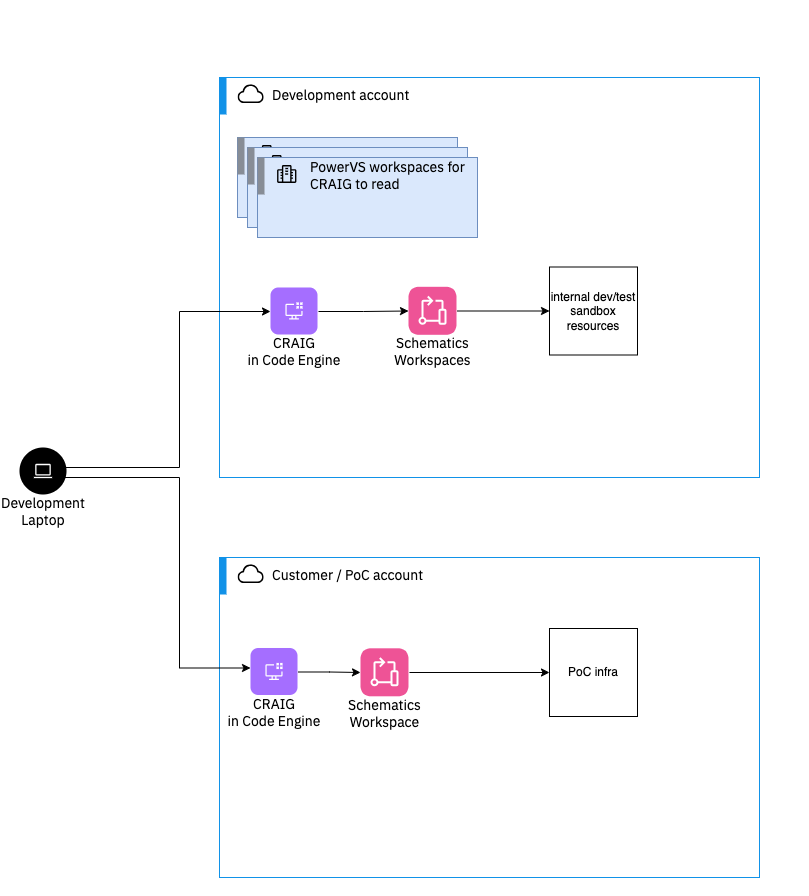 Development account
PowerVS workspaces for
CRAIG to read
internal dev/test
sandbox
resources
CRAIG
in Code Engine
Schematics
Workspaces
Development
Laptop
Customer / PoC account
PoC infra
CRAIG
in Code Engine
Schematics
Workspace